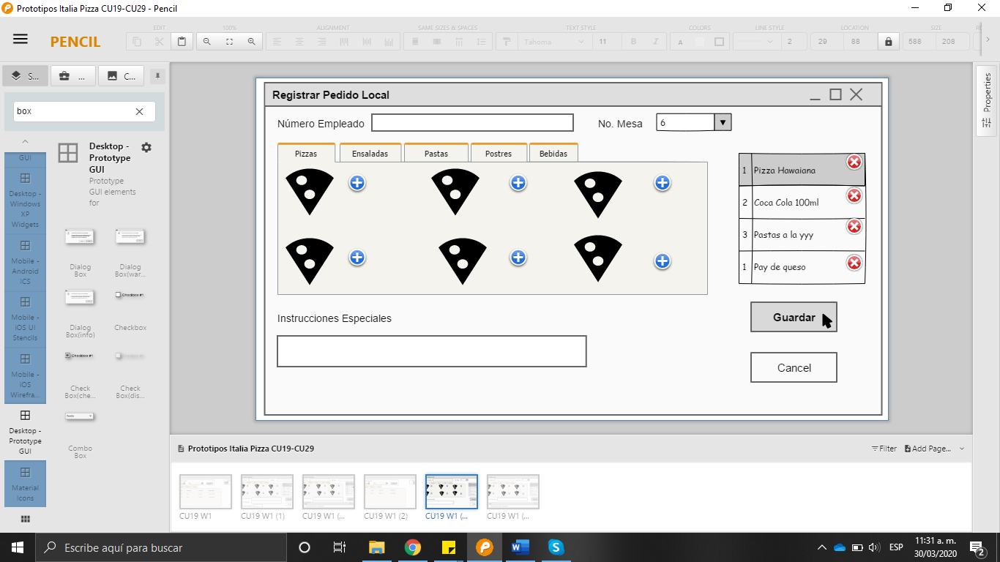 Prototipos Italia Pizza CU19-CU29 - Pencil
PENCIL
EDIT
100%
ALIGNMENT
SAME SIZES & SPACES
TEXT STYLE
COLORS
LINE STYLE
LOCATION
SIZE
Tahoma
11
B
I
A
2
29
88
588
208
S...
...
C...
Properties
box
GUI
Desktop -
Windows
XP
Widgets
Mobile -
Android
ICS
Mobile -
iOS UI
Stencils
Mobile -
iOS
Wirefra...
Desktop -
Prototype
GUI
Material
Icons
Desktop -
Prototype
GUI
Prototype
GUI elements
for
Dialog
Box
Dialog
Box(war...
Dialog
Box(info)
Checkbox
Check
Box(che...
Check
Box(dis...
Combo
Box
Checkbox #1
Checkbox #1
Registrar Pedido Local
Número Empleado
No. Mesa
6
Pizzas
Ensaladas
Pastas
Postres
Bebidas
1 Pizza Hawaiana
2 Coca Cola 100ml
3 Pastas a la yyy
1 Pay de queso
Instrucciones Especiales
Guardar
Cancel
Prototipos Italia Pizza CU19-CU29
Filter
Add Page...
CU19 W1
CU19 W1 (1)
CU19 W1 (...
CU19 W1 (2)
CU19 W1 (...
CU19 W1 (...
Escribe aquí para buscar
ESP
11:31 a. m.
30/03/2020
2